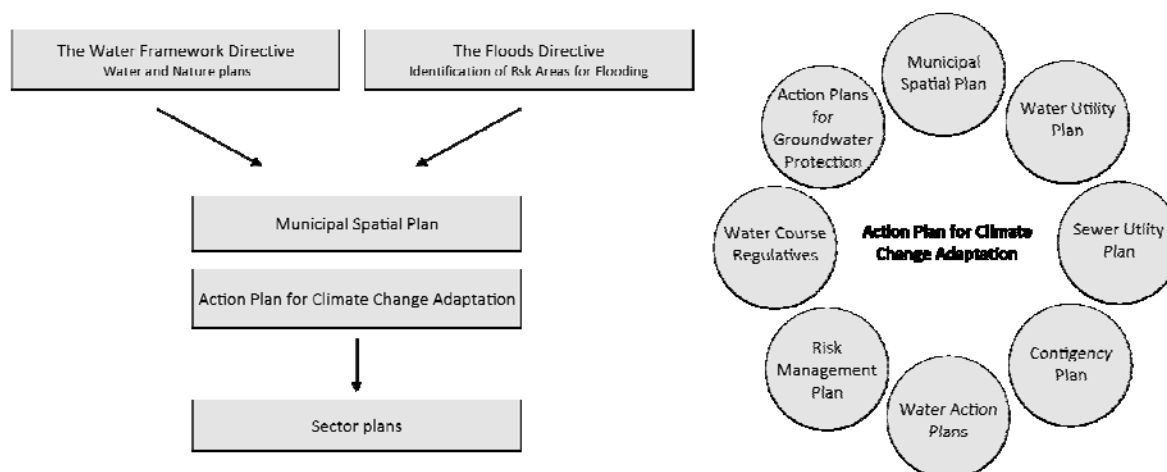 The Water Framework Directive
Water and Nature plans
The Floods Directive
Identification of Rsk Areas for Flooding
Municipal Spatial Plan
Action Plan for Climate Change Adaptation
Sector plans
Municipal
Spatial Plan
Water Utility
Plan
Sewer Utlity
Plan
Contigency
Plan
Water Action
Plans
Risk
Management
Plan
Water Course
Regulatives
Action Plans
for
Groundwater
Protection
Action Plan for Climate
Change Adaptation